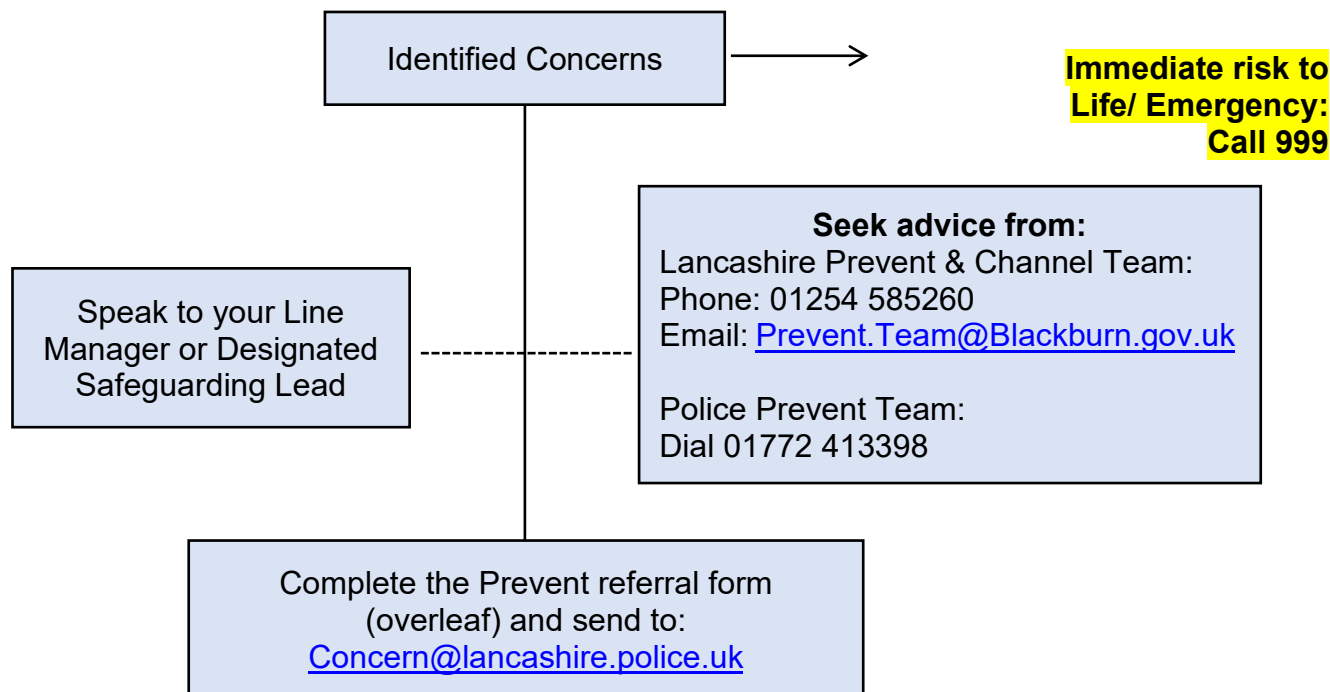 Identified Concerns
Immediate risk to
Life/ Emergency:
Call 999
Speak to your Line
Manager or Designated
Safeguarding Lead
Seek advice from:
Lancashire Prevent & Channel Team:
Phone: 01254 585260
Email: Prevent.Team@Blackburn.gov.uk
Police Prevent Team:
Dial 01772 413398
Complete the Prevent referral form
(overleaf) and send to:
Concern@lancashire.police.uk